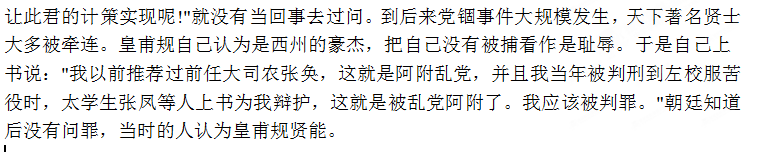 让此君的计策实现呢!"就没有当回事去过问。到后来党锢事件大规模发生，天下著名贤士
大多被牵连。皇甫规自己认为是西州的豪杰，把自己没有被捕看作是耻辱。于是自己上
书说："我以前推荐过前任大司农张奂，这就是阿附乱党，并且我当年被判刑到左校服苦
役时，太学生张凤等人上书为我辩护，这就是被乱党阿附了。我应该被判罪。"朝廷知道
后没有问罪，当时的人认为皇甫规贤能。